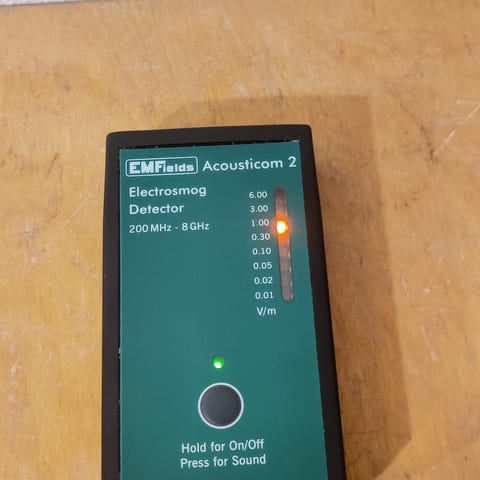 EMFields Acousticom 2
Electrosmog
Detector
200 MHz - 8 GHz
6.00
3.00
1.00
0.30
0.10
0.05
0.02
0.01
V/m
Hold for On/Off
Press for Sound